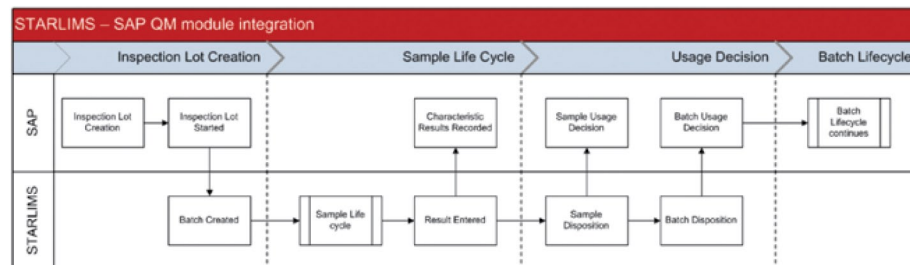 STARLIMS – SAP QM module integration
Inspection Lot Creation
Sample Life Cycle
Usage Decision
Batch Lifecycle
SAP
Inspection Lot
Creation
Inspection Lot
Started
Characteristic
Results Recorded
Sample Usage
Decision
Batch Usage
Decision
Batch
Lifecycle
continues
STARLIMS
Batch Created
Sample Life
cycle
Result Entered
Sample
Disposition
Batch Disposition